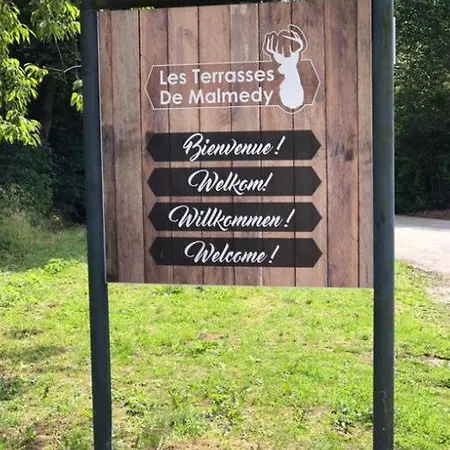 Les Terrasses
De Malmedy
Bienvenue !
Welkom!
Willkommen !
Welcome !